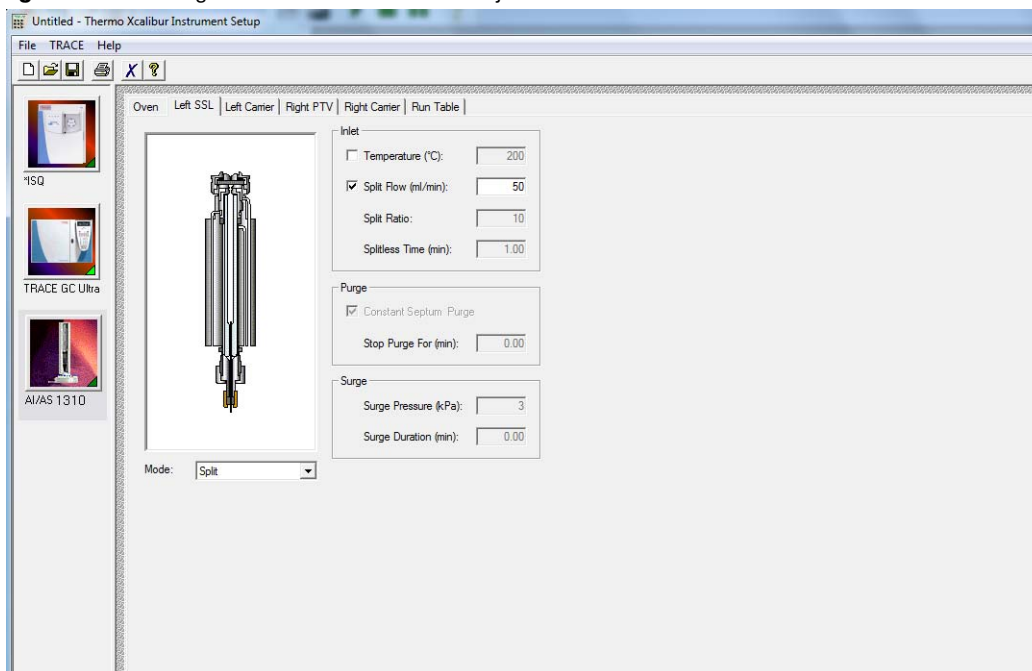 Untitled - Thermo Xcalibur Instrument Setup
File TRACE Help
*ISQ
TRACE GC Ultra
AI/AS 1310
Oven Left SSL Left Carrier Right PTV Right Carrier Run Table
Mode: Split
Inlet
Temperature (°C): 200
Split Flow (ml/min): 50
Split Ratio: 10
Splitless Time (min): 1.00
Purge
Constant Septum Purge
Stop Purge For (min): 0.00
Surge
Surge Pressure (kPa): 3
Surge Duration (min): 0.00